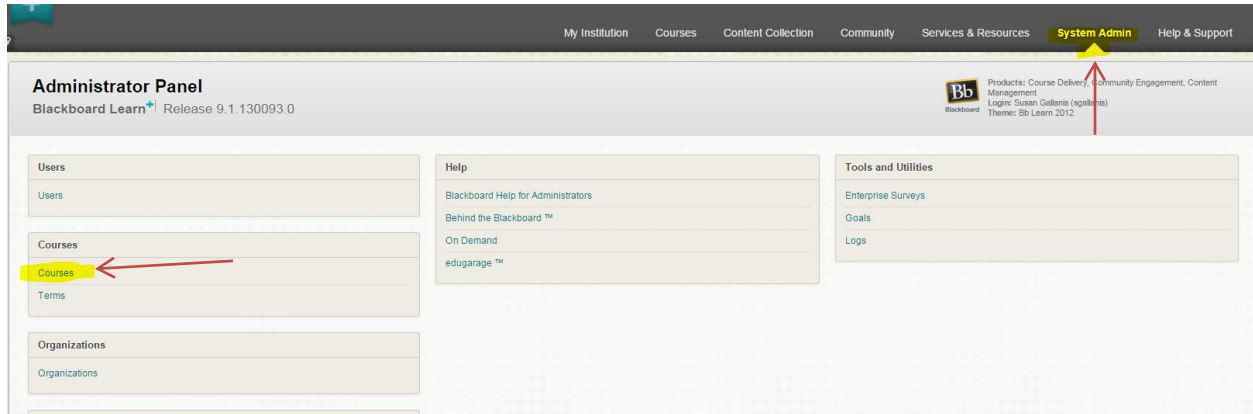 My Institution Courses Content Collection Community Services & Resources System Admin Help & Support
Administrator Panel
Blackboard Learn+ Release 9.1.130093.0
Bb
Blackboard
Products: Course Delivery, Community Engagement, Content
Management
Login: Susan Gallanis (sgallanis)
Theme: Bb Learn 2012
Users
Users
Courses
Courses
Terms
Organizations
Organizations
Help
Blackboard Help for Administrators
Behind the Blackboard ™
On Demand
edugarage ™
Tools and Utilities
Enterprise Surveys
Goals
Logs